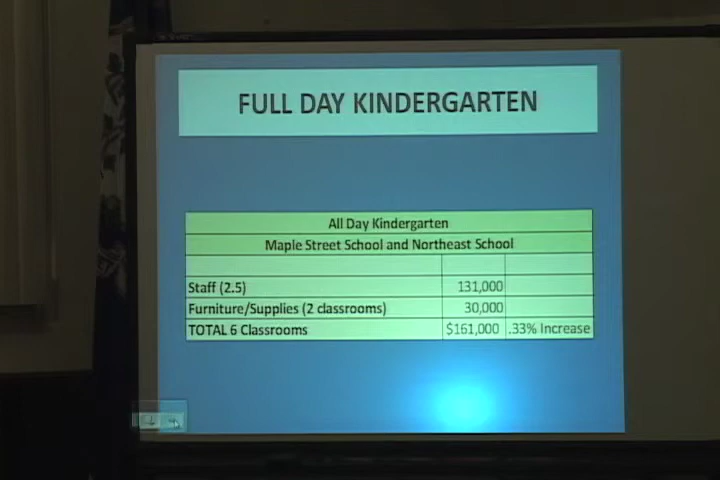 FULL DAY KINDERGARTEN
All Day Kindergarten
Maple Street School and Northeast School
Staff (2.5) 131,000
Furniture/Supplies (2 classrooms) 30,000
TOTAL 6 Classrooms $161,000 .33% Increase